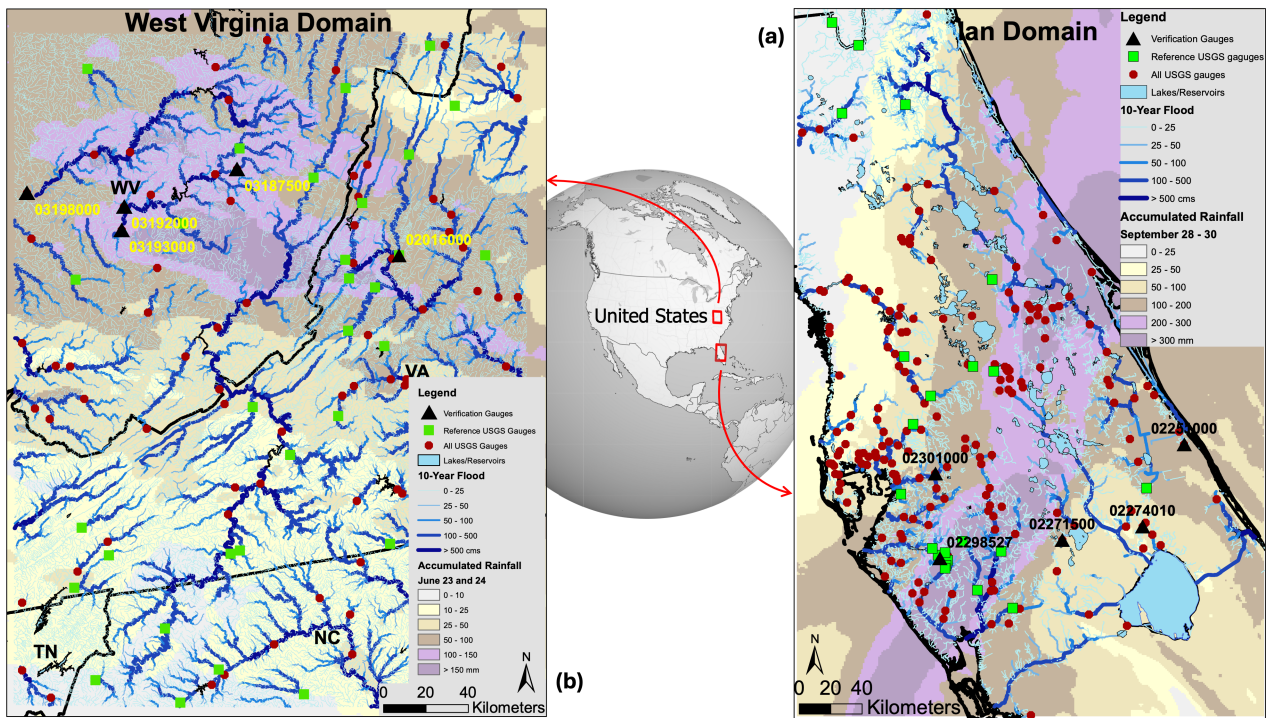 West Virginia Domain
WV
03187500
03198000
03192000
03193000
02016000
VA
TN
NC
Legend
Verification Gauges
Reference USGS Gauges
All USGS Gauges
Lakes/Reservoirs
10-Year Flood
0 - 25
25 - 50
50 - 100
100 - 500
> 500 cms
Accumulated Rainfall
June 23 and 24
0 - 10
10 - 25
25 - 50
50 - 100
100 - 150
> 150 mm
N
0 20 40
Kilometers
(b)
(a)
United States
Ian Domain
02251000
02301000
02274010
02271500
02298527
Legend
Verification Gauges
Reference USGS gaguges
All USGS gauges
Lakes/Reservoirs
10-Year Flood
0 - 25
25 - 50
50 - 100
100 - 500
> 500 cms
Accumulated Rainfall
September 28 - 30
0 - 25
25 - 50
50 - 100
100 - 200
200 - 300
> 300 mm
N
0 20 40
Kilometers